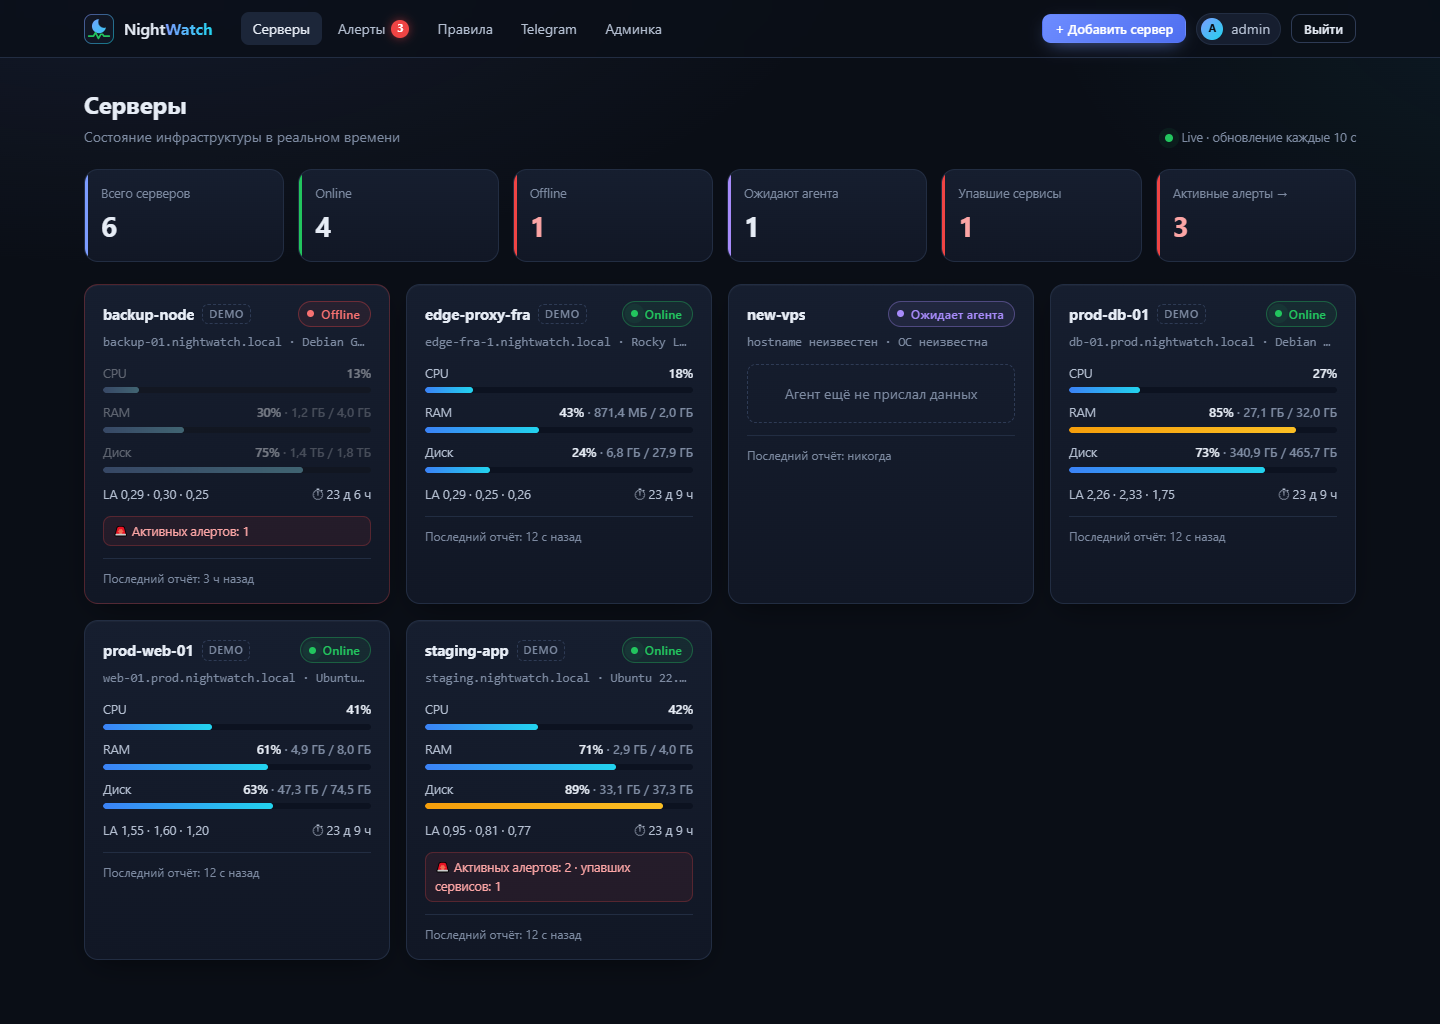 NightWatch
Серверы
Алерты 3
Правила
Telegram
Админка
+ Добавить сервер
A admin
Выйти
Серверы
Состояние инфраструктуры в реальном времени
Live · обновление каждые 10 с
Всего серверов
6
Online
4
Offline
1
Ожидают агента
1
Упавшие сервисы
1
Активные алерты →
3
backup-node DEMO Offline
backup-01.nightwatch.local · Debian G…
CPU 13%
RAM 30% · 1,2 ГБ / 4,0 ГБ
Диск 75% · 1,4 ТБ / 1,8 ТБ
LA 0,29 · 0,30 · 0,25 ⏱ 23 д 6 ч
🚨 Активных алертов: 1
Последний отчёт: 3 ч назад
edge-proxy-fra DEMO Online
edge-fra-1.nightwatch.local · Rocky L…
CPU 18%
RAM 43% · 871,4 МБ / 2,0 ГБ
Диск 24% · 6,8 ГБ / 27,9 ГБ
LA 0,29 · 0,25 · 0,26 ⏱ 23 д 9 ч
Последний отчёт: 12 с назад
new-vps Ожидает агента
hostname неизвестен · ОС неизвестна
Агент ещё не прислал данных
Последний отчёт: никогда
prod-db-01 DEMO Online
db-01.prod.nightwatch.local · Debian …
CPU 27%
RAM 85% · 27,1 ГБ / 32,0 ГБ
Диск 73% · 340,9 ГБ / 465,7 ГБ
LA 2,26 · 2,33 · 1,75 ⏱ 23 д 9 ч
Последний отчёт: 12 с назад
prod-web-01 DEMO Online
web-01.prod.nightwatch.local · Ubuntu…
CPU 41%
RAM 61% · 4,9 ГБ / 8,0 ГБ
Диск 63% · 47,3 ГБ / 74,5 ГБ
LA 1,55 · 1,60 · 1,20 ⏱ 23 д 9 ч
Последний отчёт: 12 с назад
staging-app DEMO Online
staging.nightwatch.local · Ubuntu 22.…
CPU 42%
RAM 71% · 2,9 ГБ / 4,0 ГБ
Диск 89% · 33,1 ГБ / 37,3 ГБ
LA 0,95 · 0,81 · 0,77 ⏱ 23 д 9 ч
🚨 Активных алертов: 2 · упавших
сервисов: 1
Последний отчёт: 12 с назад